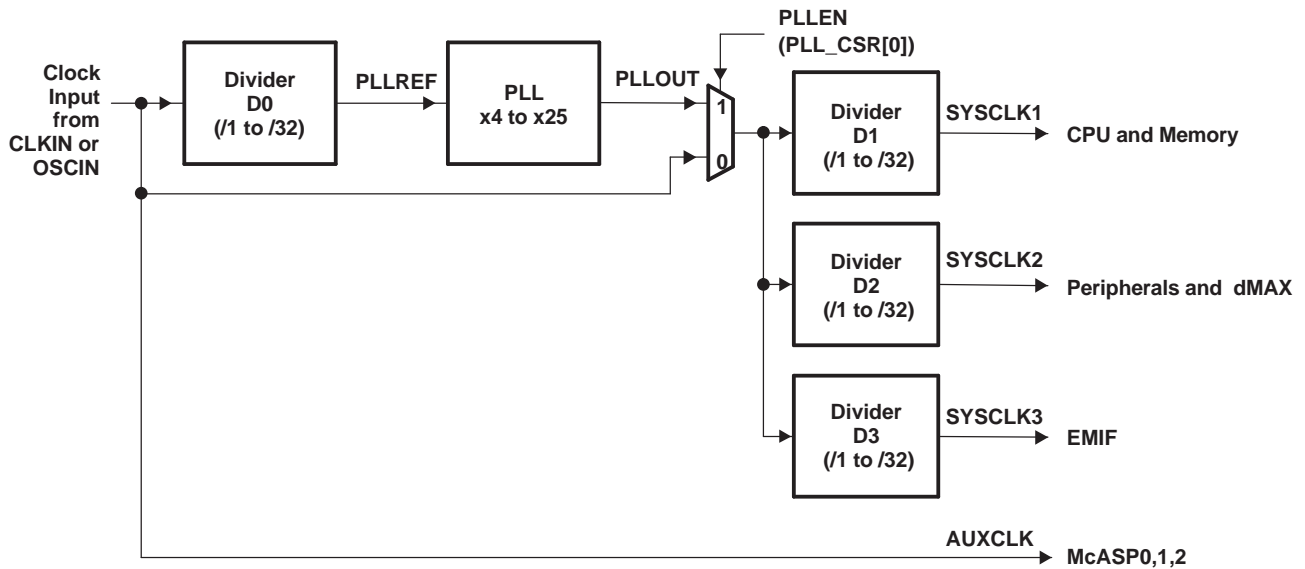 Clock
Input
from
CLKIN or
OSCIN
Divider
D0
(/1 to /32)
PLLREF
PLL
x4 to x25
PLLOUT
PLLEN
(PLL_CSR[0])
1
0
Divider
D1
(/1 to /32)
SYSCLK1
CPU and Memory
Divider
D2
(/1 to /32)
SYSCLK2
Peripherals and dMAX
Divider
D3
(/1 to /32)
SYSCLK3
EMIF
AUXCLK
McASP0,1,2